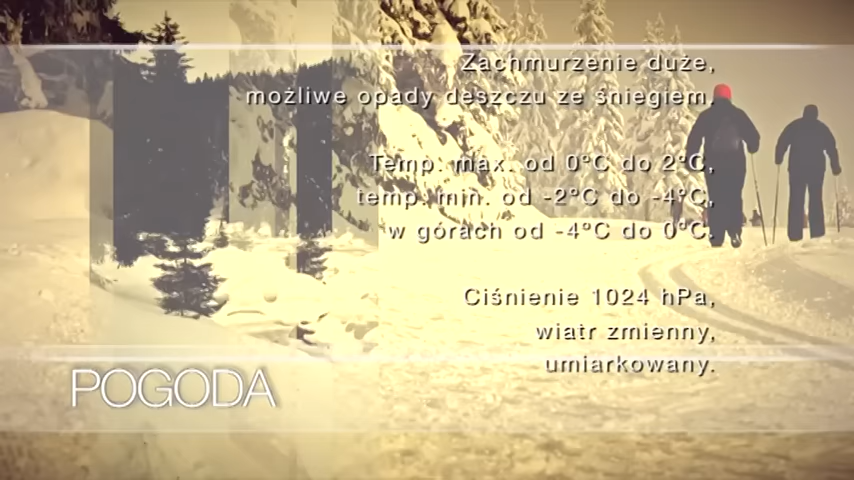 Zachmurzenie duże,
możliwe opady deszczu ze śniegiem.
Temp. max. od 0°C do 2°C,
temp. min. od -2°C do -4°C,
w górach od -4°C do 0°C.
Ciśnienie 1024 hPa,
wiatr zmienny,
umiarkowany.
POGODA